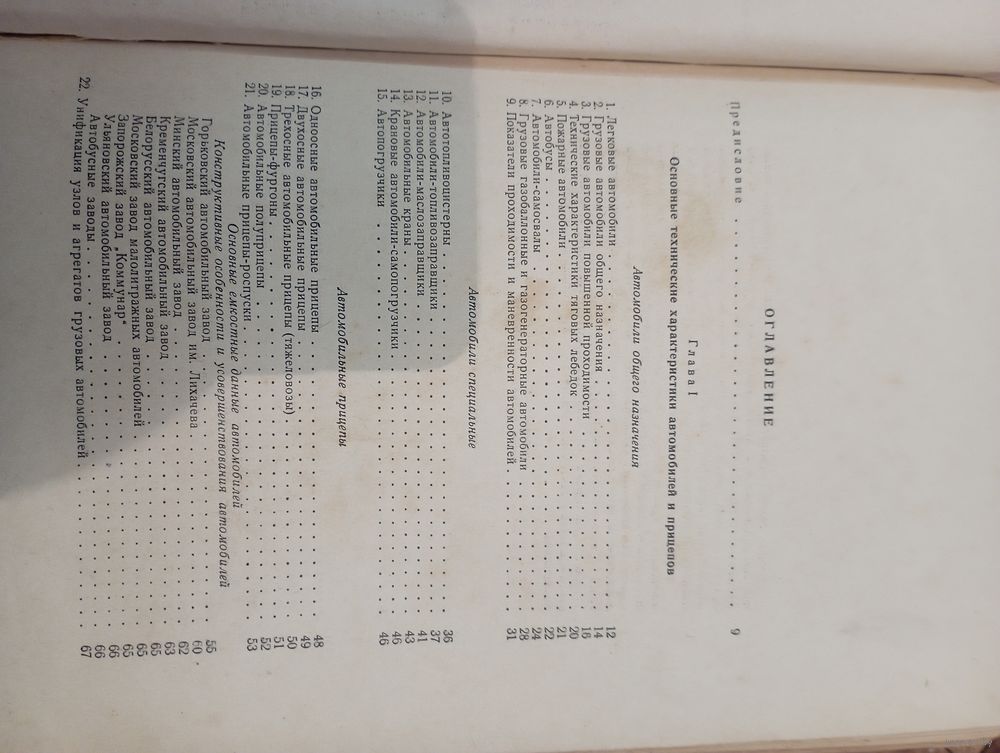 ОГЛАВЛЕНИЕ
Предисловие . . . . . . . . . . . . . . . . . . . . 9
Глава I
Основные технические характеристики автомобилей и прицепов
Автомобили общего назначения
1. Легковые автомобили . . . . . . . . . . . . . . . 12
2. Грузовые автомобили общего назначения . . . . . . . . . . 14
3. Грузовые автомобили повышенной проходимости . . . . . . . . 16
4. Технические характеристики тяговых лебедок . . . . . . . . 20
5. Пожарные автомобили . . . . . . . . . . . . . . . 21
6. Автобусы . . . . . . . . . . . . . . . . . . 22
7. Автомобили-самосвалы . . . . . . . . . . . . . . . 24
8. Грузовые газобаллонные и газогенераторные автомобили . . . . . 28
9. Показатели проходимости и маневренности автомобилей . . . . . 31
Автомобили специальные
10. Автотопливоцистерны . . . . . . . . . . . . . . . 36
11. Автомобили-топливозаправщики . . . . . . . . . . . . 37
12. Автомобили-маслозаправщики . . . . . . . . . . . . . 41
13. Автомобильные краны . . . . . . . . . . . . . . . 43
14. Крановые автомобили-самопогрузчики . . . . . . . . . . 46
15. Автопогрузчики . . . . . . . . . . . . . . . . . 46
Автомобильные прицепы
16. Одноосные автомобильные прицепы . . . . . . . . . . . 48
17. Двухосные автомобильные прицепы . . . . . . . . . . . 49
18. Трехосные автомобильные прицепы (тяжеловозы) . . . . . . . 50
19. Прицепы-фургоны . . . . . . . . . . . . . . . . 51
20. Автомобильные полуприцепы . . . . . . . . . . . . . 52
21. Автомобильные прицепы-роспуски . . . . . . . . . . . . 53
Основные емкостные данные автомобилей
Конструктивные особенности и усовершенствования автомобилей
Горьковский автомобильный завод . . . . . . . . . . . . 55
Московский автомобильный завод им. Лихачева . . . . . . . . 60
Минский автомобильный завод . . . . . . . . . . . . . 62
Кременчугский автомобильный завод . . . . . . . . . . . 63
Белорусский автомобильный завод . . . . . . . . . . . . 65
Московский завод малолитражных автомобилей . . . . . . . . 65
Запорожский завод „Коммунар“ . . . . . . . . . . . . . 65
Ульяновский автомобильный завод . . . . . . . . . . . . 66
Автобусные заводы . . . . . . . . . . . . . . . . 66
22. Унификация узлов и агрегатов грузовых автомобилей . . . . . . 67